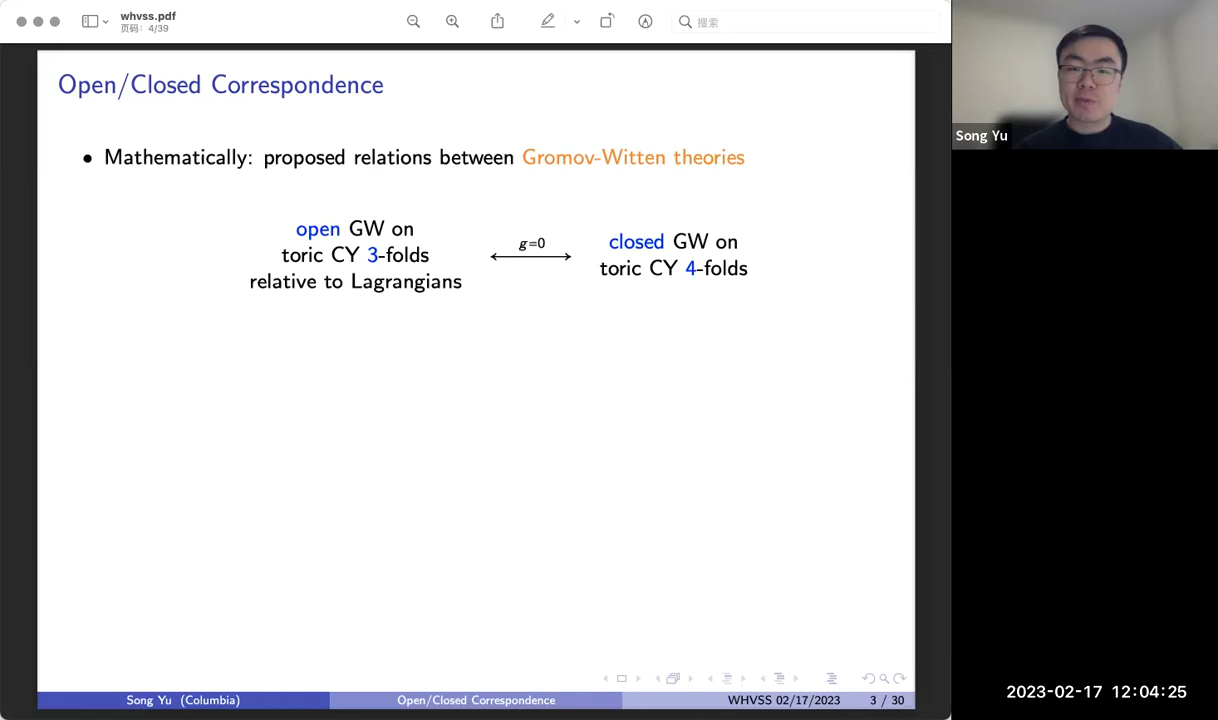 whvss.pdf
页码：4/39
搜索
Open/Closed Correspondence
• Mathematically: proposed relations between Gromov-Witten theories
open GW on
toric CY 3-folds
relative to Lagrangians
g=0
closed GW on
toric CY 4-folds
Song Yu (Columbia)
Open/Closed Correspondence
WHVSS 02/17/2023
3 / 30
Song Yu
2023-02-17 12:04:25